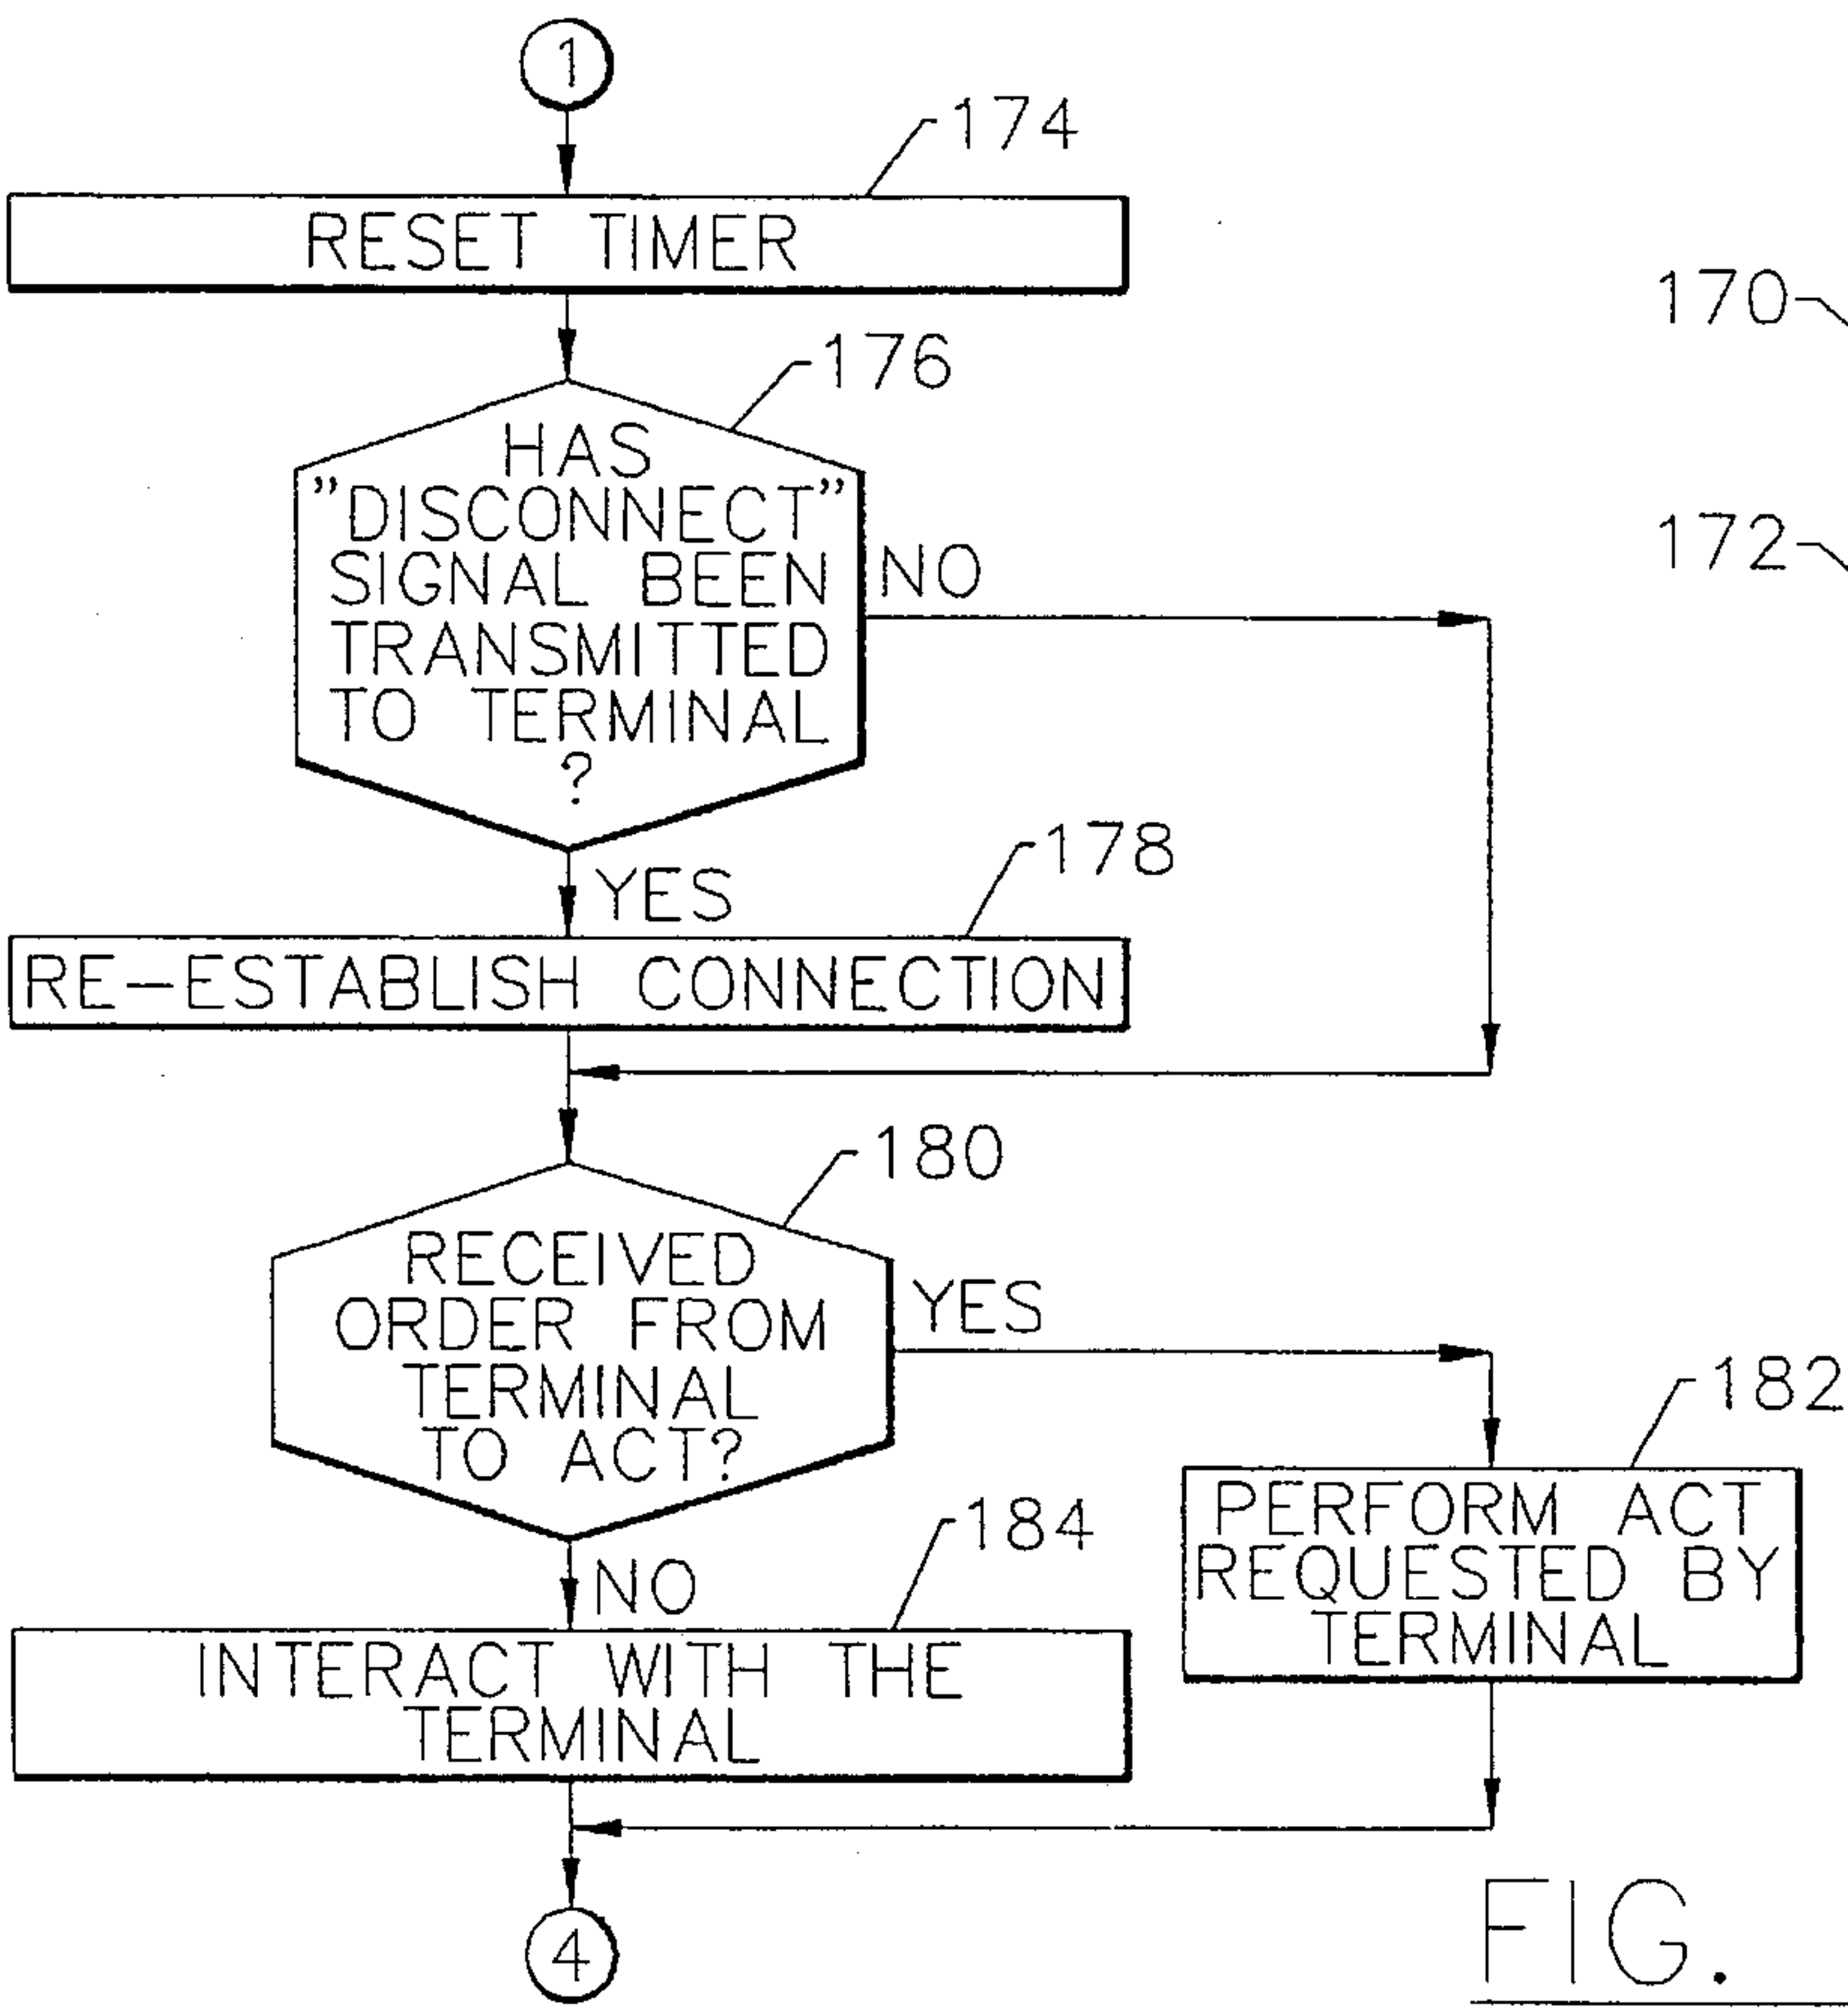 1
174
RESET TIMER
170
176
HAS
"DISCONNECT"
SIGNAL BEEN
TRANSMITTED
TO TERMINAL
?
NO
172
YES
178
RE-ESTABLISH CONNECTION
180
RECEIVED
ORDER FROM
TERMINAL
TO ACT?
YES
182
PERFORM ACT
REQUESTED BY
TERMINAL
NO
184
INTERACT WITH THE
TERMINAL
4
FIG.